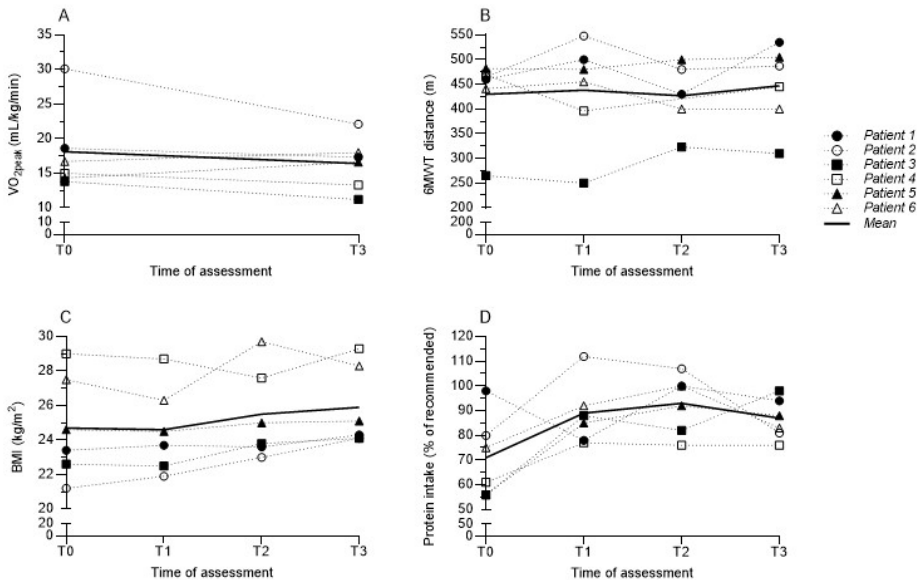 A
VO2peak (mL/kg/min)
35
30
25
20
15
10
0
T0 T3
Time of assessment
B
6MWT distance (m)
550
500
450
400
350
300
250
200
0
T0 T1 T2 T3
Time of assessment
Patient 1
Patient 2
Patient 3
Patient 4
Patient 5
Patient 6
Mean
C
BMI (kg/m²)
30
28
26
24
22
20
20
0
T0 T1 T2 T3
Time of assessment
D
Protein intake (% of recommended)
120
110
100
90
80
70
60
50
50
0
T0 T1 T2 T3
Time of assessment